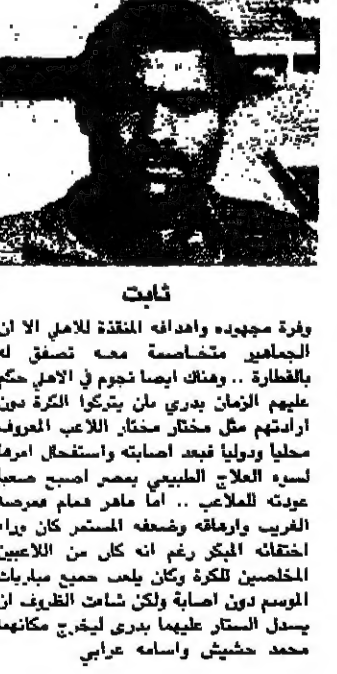 ثابت
وفرة مجهوده واهدافه المنقذة للاهلي الا ان
الجماهير متخاصمة معه تصفق له
بالقطارة .. وهناك ايضا نجوم في الاهلي حكم
عليهم الزمان بدري بان يتركوا الكرة دون
ارادتهم مثل مختار مختار اللاعب المعروف
محليا ودوليا فبعد اصابته واستفحال امرها
لسوء العلاج الطبيعي بمصر اصبح صعبا
عودته للملاعب .. اما ماهر همام فمرضه
الغريب وارهاقه وضعفه المستمر كان وراء
اختفائه المبكر رغم انه كان من اللاعبين
المخلصين للكرة وكان يلعب جميع مباريات
الموسم دون اصابة ولكن شاءت الظروف ان
يسدل الستار عليهما بدري ليخرج مكانهما
محمد حشيش واسامه عرابي